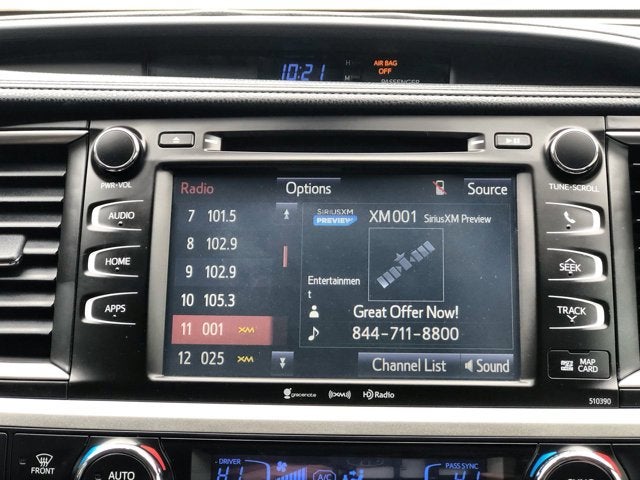 10:21
AIR BAG
OFF
PASSENGER
PWR•VOL
TUNE•SCROLL
Radio
Options
Source
AUDIO
HOME
APPS
7 101.5
8 102.9
9 102.9
10 105.3
11 001 XM
12 025 XM
SIRIUSXM
PREVIEW
XM001 SiriusXM Preview
Entertainmen
t
Great Offer Now!
844-711-8800
Channel List
Sound
SEEK
TRACK
MAP
CARD
gracenote
((XM))
HD Radio
510390
FRONT
AUTO
DRIVER
A/C
PASS SYNC
SYNC